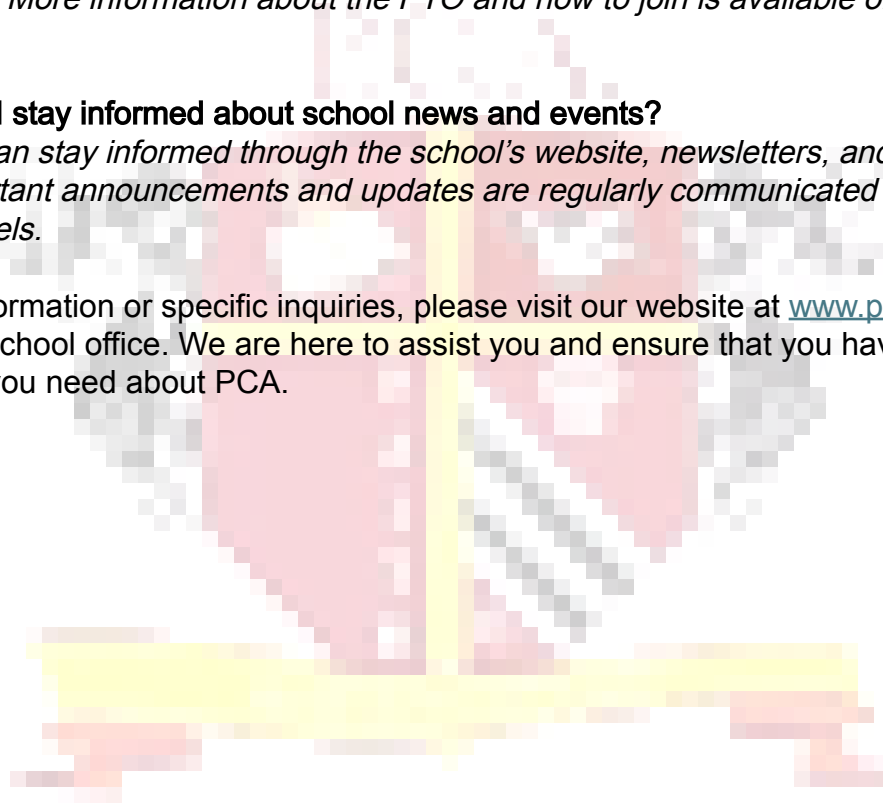 More information about the PTO and how to join is available o
I stay informed about school news and events?
an stay informed through the school's website, newsletters, and
rtant announcements and updates are regularly communicated
els.
ormation or specific inquiries, please visit our website at www.p
school office. We are here to assist you and ensure that you hav
you need about PCA.